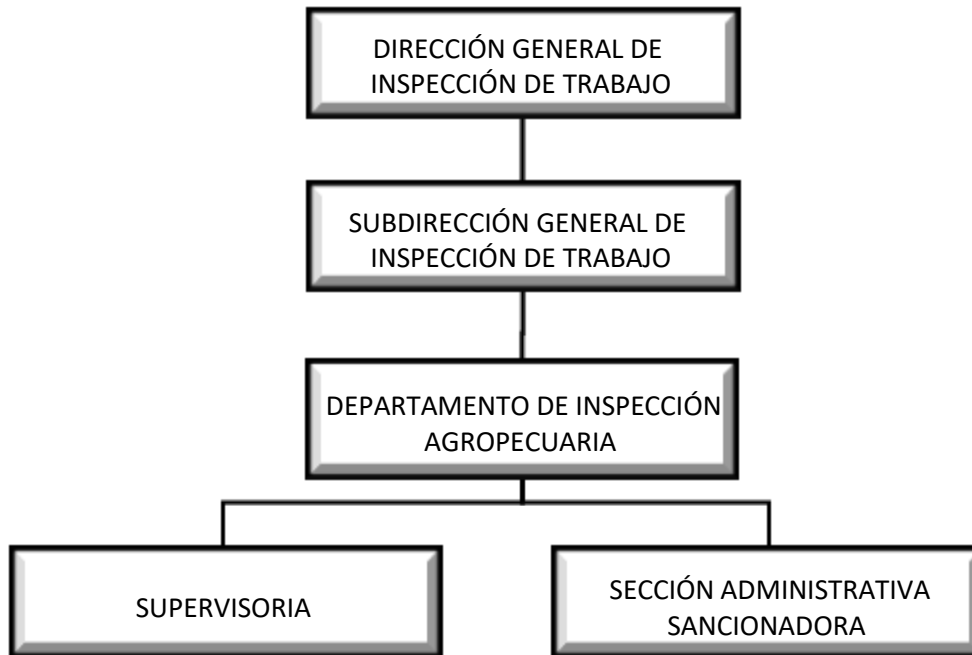 DIRECCIÓN GENERAL DE
INSPECCIÓN DE TRABAJO
SUBDIRECCIÓN GENERAL DE
INSPECCIÓN DE TRABAJO
DEPARTAMENTO DE INSPECCIÓN
AGROPECUARIA
SUPERVISORIA
SECCIÓN ADMINISTRATIVA
SANCIONADORA